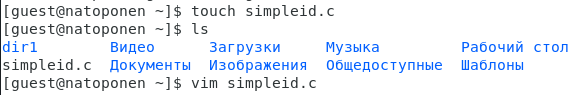 [guest@natoponen ~]$ touch simpleid.c
[guest@natoponen ~]$ ls
dir1 Видео Загрузки Музыка Рабочий стол
simpleid.c Документы Изображения Общедоступные Шаблоны
[guest@natoponen ~]$ vim simpleid.c